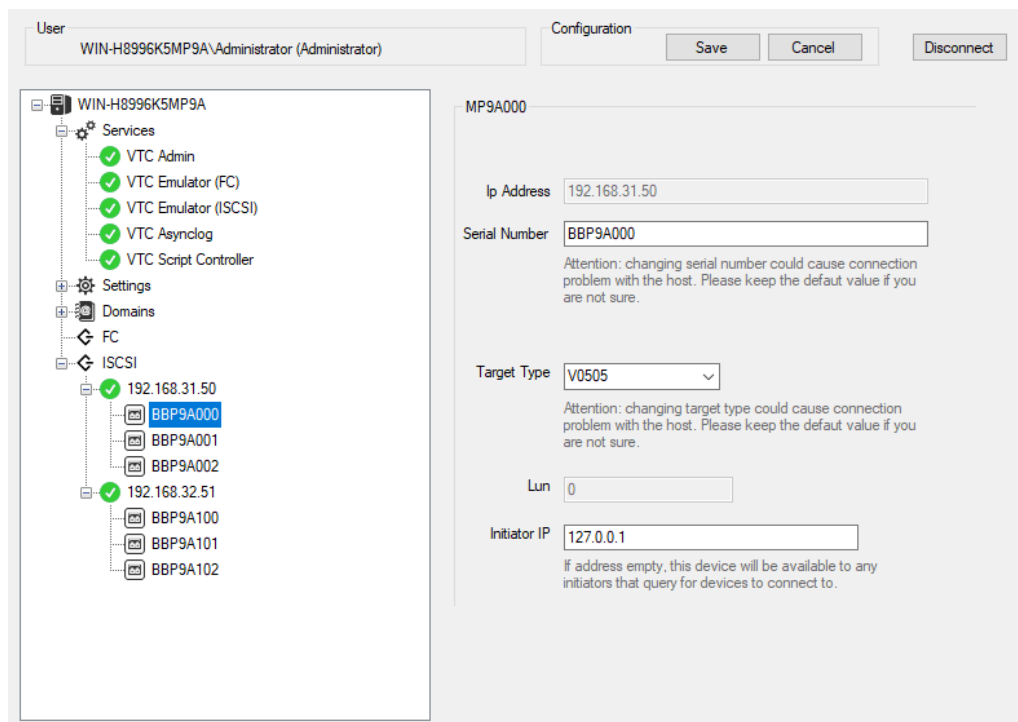 User
WIN-H8996K5MP9A\Administrator (Administrator)
Configuration
Save
Cancel
Disconnect
WIN-H8996K5MP9A
Services
VTC Admin
VTC Emulator (FC)
VTC Emulator (ISCSI)
VTC Asynclog
VTC Script Controller
Settings
Domains
FC
ISCSI
192.168.31.50
BBP9A000
BBP9A001
BBP9A002
192.168.32.51
BBP9A100
BBP9A101
BBP9A102
MP9A000
Ip Address
192.168.31.50
Serial Number
BBP9A000
Attention: changing serial number could cause connection
problem with the host. Please keep the defaut value if you
are not sure.
Target Type
V0505
Attention: changing target type could cause connection
problem with the host. Please keep the defaut value if you
are not sure.
Lun
0
Initiator IP
127.0.0.1
If address empty, this device will be available to any
initiators that query for devices to connect to.